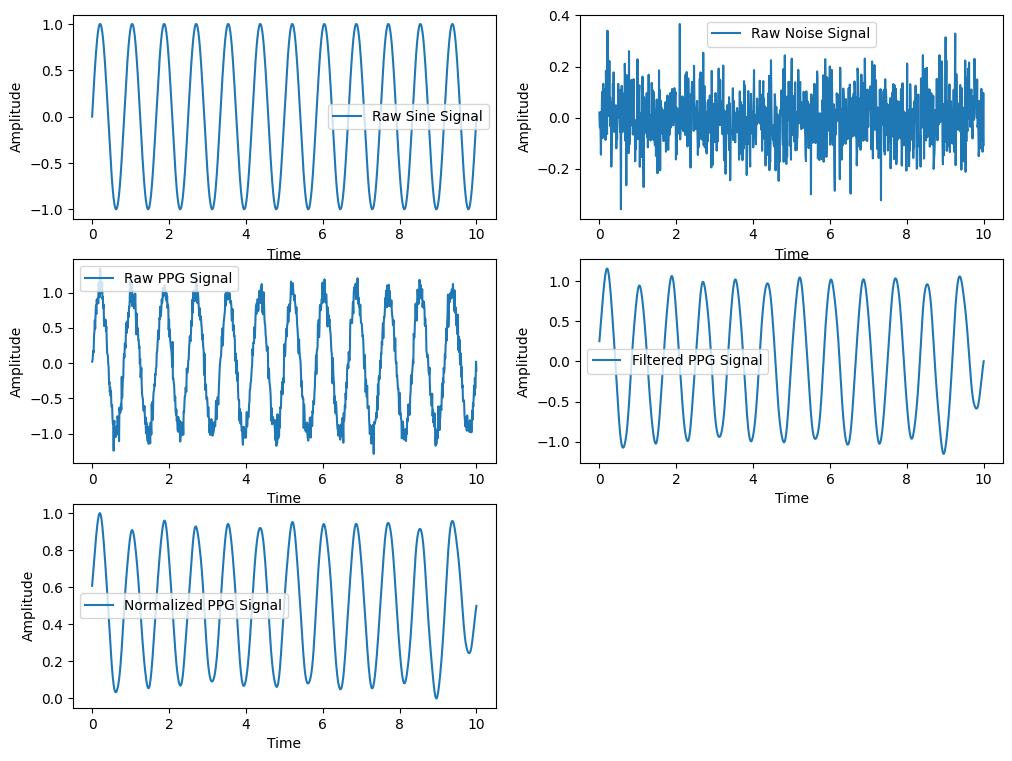 1.0
0.5
0.0
−0.5
−1.0
Amplitude
Raw Sine Signal
0 2 4 6 8 10
Time
0.4
0.2
0.0
−0.2
Amplitude
Raw Noise Signal
0 2 4 6 8 10
Time
1.0
0.5
0.0
−0.5
−1.0
Amplitude
Raw PPG Signal
0 2 4 6 8 10
Time
1.0
0.5
0.0
−0.5
−1.0
Amplitude
Filtered PPG Signal
0 2 4 6 8 10
Time
1.0
0.8
0.6
0.4
0.2
0.0
Amplitude
Normalized PPG Signal
0 2 4 6 8 10
Time